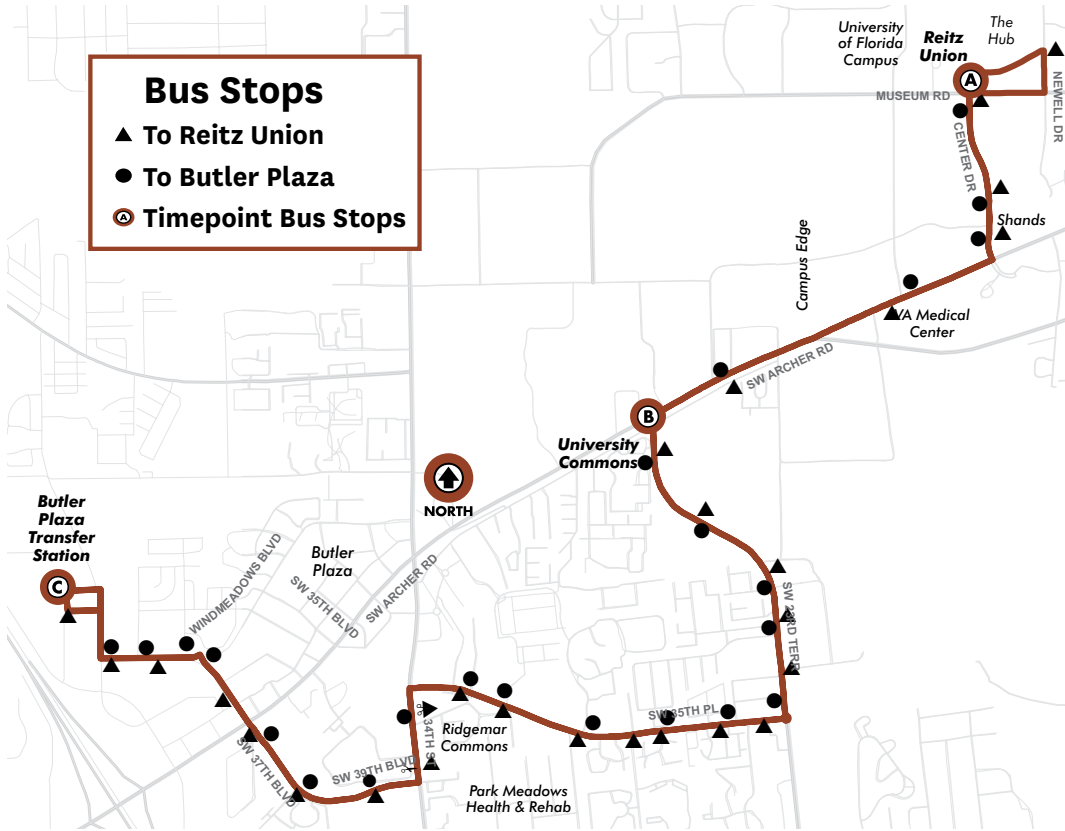 Bus Stops
To Reitz Union
To Butler Plaza
A Timepoint Bus Stops
University
of Florida
Campus
Reitz
Union
The
Hub
A
MUSEUM RD
NEWELL DR
CENTER DR
Shands
Campus Edge
VA Medical
Center
SW ARCHER RD
B
University
Commons
NORTH
Butler
Plaza
Transfer
Station
C
WINDMEADOWS BLVD
Butler
Plaza
SW 35TH BLVD
SW ARCHER RD
SW 23RD TERR
SW 35TH PL
34TH S
Ridgemar
Commons
SW 37TH BLVD
SW 39TH BLVD
Park Meadows
Health & Rehab